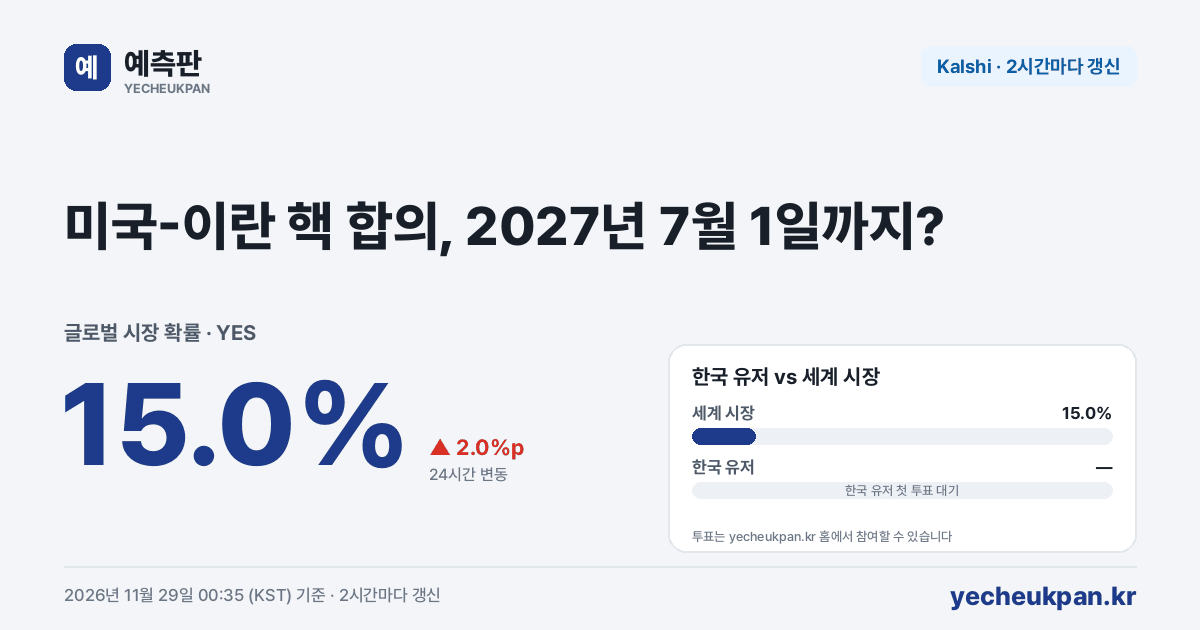 예
예측판
YECHEUKPAN
Kalshi · 2시간마다 갱신
미국-이란 핵 합의, 2027년 7월 1일까지?
글로벌 시장 확률 · YES
15.0%
▲ 2.0%p
24시간 변동
한국 유저 vs 세계 시장
세계 시장 15.0%
한국 유저 —
한국 유저 첫 투표 대기
투표는 yecheukpan.kr 홈에서 참여할 수 있습니다
2026년 11월 29일 00:35 (KST) 기준 · 2시간마다 갱신
yecheukpan.kr